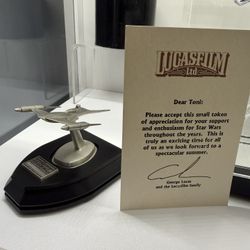 LUCASFILM
Ltd
Dear Toni:
Please accept this small token
of appreciation for your support
and enthusiasm for Star Wars
throughout the years. This is
truly an exciting time for all
of us as we look forward to a
spectacular summer.
George Lucas
and the Lucasfilm family